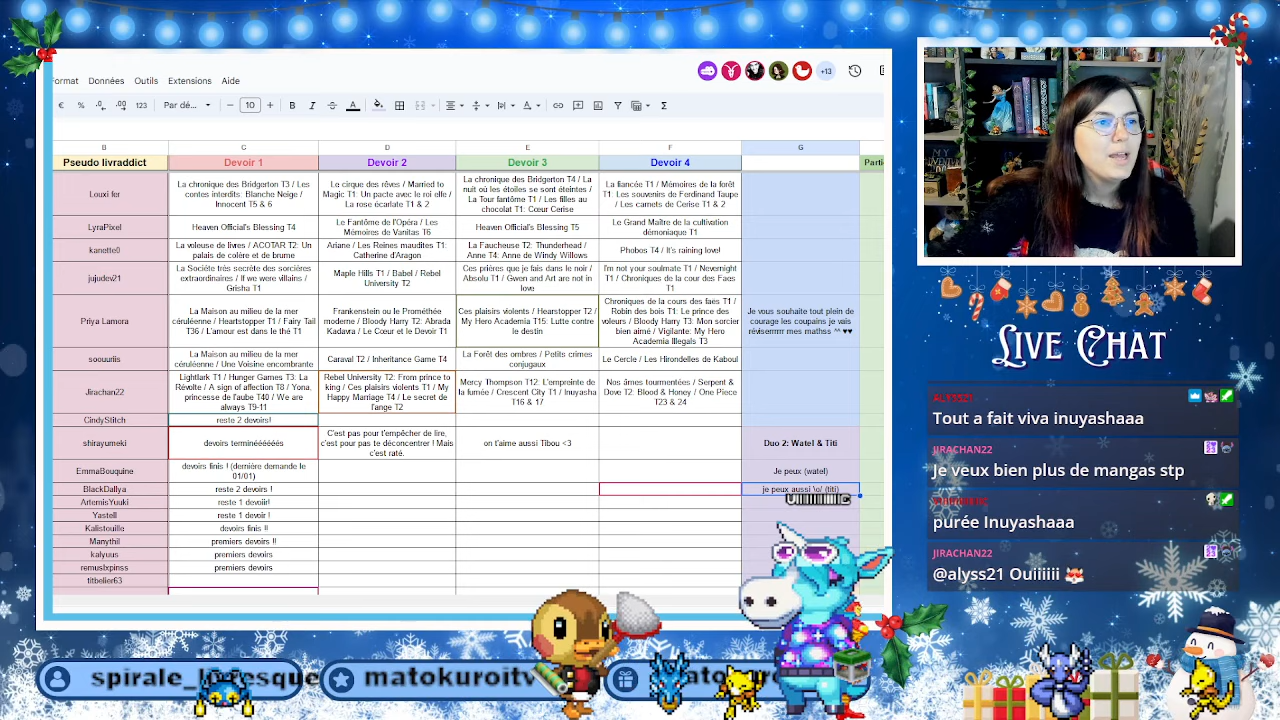 Format Données Outils Extensions Aide
+13
€ % .0 .00 123 Par dé... − 10 + B I A Σ
B C D E F G
Pseudo livraddict Devoir 1 Devoir 2 Devoir 3 Devoir 4 Parti
Louxi fer
La chronique des Bridgerton T3 / Les
contes interdits: Blanche Neige /
Innocent T5 & 6
Le cirque des rêves / Married to
Magic T1: Un pacte avec le roi elfe /
La rose écarlate T1 & 2
La chronique des Bridgerton T4 / La
nuit où les étoiles se sont éteintes /
La Tour fantôme T1 / Les filles au
chocolat T1: Cœur Cerise
La fiancée T1 / Mémoires de la forêt
T1: Les souvenirs de Ferdinand Taupe
/ Les carnets de Cerise T1 & 2
LyraPixel
Heaven Official's Blessing T4
Le Fantôme de l'Opéra / Les
Mémoires de Vanitas T6
Heaven Official's Blessing T5
Le Grand Maître de la cultivation
démoniaque T1
kanette0
La voleuse de livres / ACOTAR T2: Un
palais de colère et de brume
Ariane / Les Reines maudites T1:
Catherine d'Aragon
La Faucheuse T2: Thunderhead /
Anne T4: Anne de Windy Willows
Phobos T4 / It's raining love!
jujudev21
La Société très secrète des sorcières
extraordinaires / If we were villains /
Grisha T1
Maple Hills T1 / Babel / Rebel
University T2
Ces prières que je fais dans le noir /
Absolu T1 / Gwen and Art are not in
love
I'm not your soulmate T1 / Nevernight
T1 / Chroniques de la cour des Faes
T1
Priya Lamora
La Maison au milieu de la mer
céruléenne / Heartstopper T1 / Fairy Tail
T36 / L'amour est dans le thé T1
Frankenstein ou le Prométhée
moderne / Bloody Harry T2: Abrada
Kadavra / Le Cœur et le Devoir T1
Ces plaisirs violents / Hearstopper T2 /
My Hero Academia T15: Lutte contre
le destin
Chroniques de la cours des faes T1 /
Robin des bois T1: Le prince des
voleurs / Bloody Harry T3: Mon sorcier
bien aimé / Vigilante: My Hero
Academia Illegals T3
Je vous souhaite tout plein de
courage les coupains je vais
réviserrrrr mes mathss ^^ ♥♥
soouuriis
La Maison au milieu de la mer
céruléenne / Une Voisine encombrante
Caraval T2 / Inheritance Game T4
La Forêt des ombres / Petits crimes
conjugaux
Le Cercle / Les Hirondelles de Kaboul
Jirachan22
Lightlark T1 / Hunger Games T3: La
Révolte / A sign of affection T8 / Yona,
princesse de l'aube T40 / We are
always T9-11
Rebel University T2: From prince to
king / Ces plaisirs violents T1 / My
Happy Marriage T4 / Le secret de
l'ange T2
Mercy Thompson T12: L'empreinte de
la fumée / Crescent City T1 / Inuyasha
T16 & 17
Nos âmes tourmentées / Serpent &
Dove T2: Blood & Honey / One Piece
T23 & 24
CindyStitch reste 2 devoirs!
shirayumeki
devoirs terminééééééés
C'est pas pour t'empêcher de lire,
c'est pour pas te déconcentrer ! Mais
c'est raté.
on t'aime aussi Tibou <3
Duo 2: Watel & Titi
EmmaBouquine
devoirs finis ! (dernière demande le
01/01)
Je peux (watel)
BlackDallya reste 2 devoirs ! je peux aussi \o/ (titi)
ArtemisYuuki reste 1 devoir!
Yastell reste 1 devoir !
Kalistouille devoirs finis !!
Manythil premiers devoirs !!
kalyuus premiers devoirs
remuslxpinss premiers devoirs
titbelier63
LIVE CHAT
ALYSS21
Tout a fait viva inuyashaaa
JIRACHAN22
Je veux bien plus de mangas stp
purée Inuyashaaa
JIRACHAN22
@alyss21 Ouiiiiii
matokuroitv